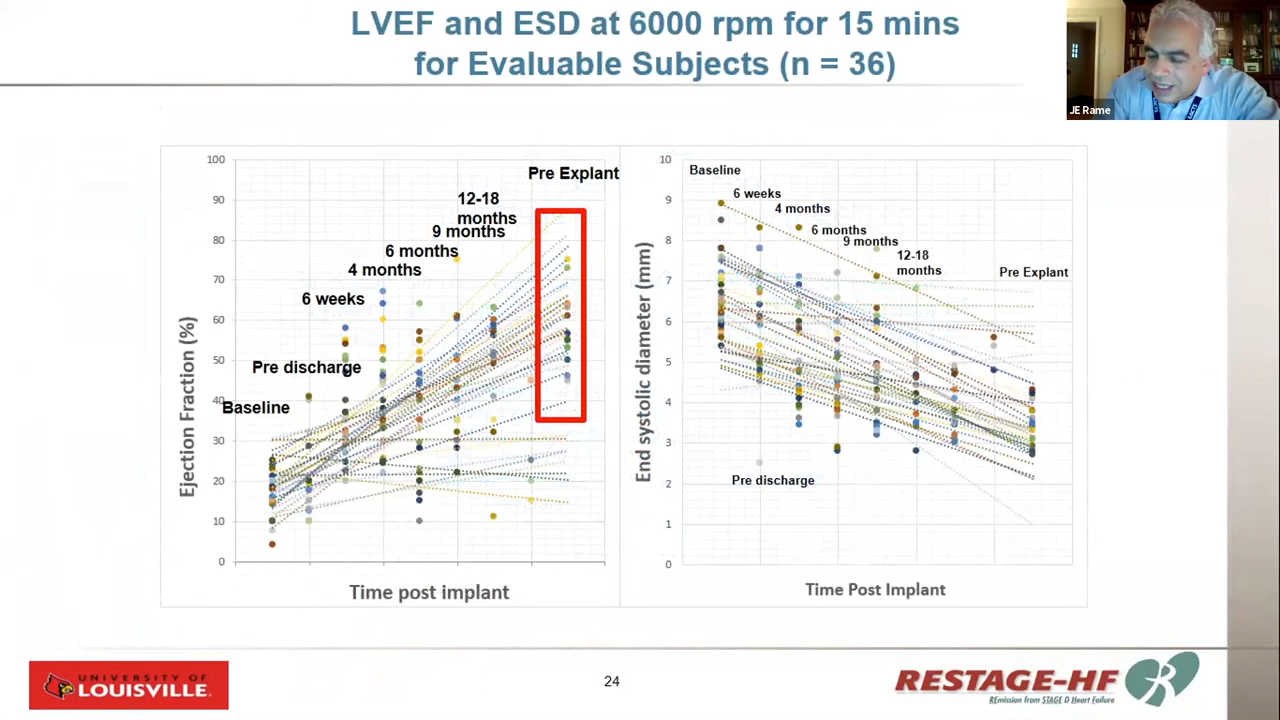 LVEF and ESD at 6000 rpm for 15 mins
for Evaluable Subjects (n = 36)
JE Rame
Ejection Fraction (%)
100
90
80
70
60
50
40
30
20
10
0
Baseline
Pre discharge
6 weeks
4 months
6 months
9 months
12-18
months
Pre Explant
Time post implant
End systolic diameter (mm)
10
9
8
7
6
5
4
3
2
1
0
Baseline
6 weeks
4 months
6 months
9 months
12-18
months
Pre Explant
Pre discharge
Time Post Implant
UNIVERSITY OF
LOUISVILLE.
24
RESTAGE-HF
REmission from STAGE D Heart Failure
R